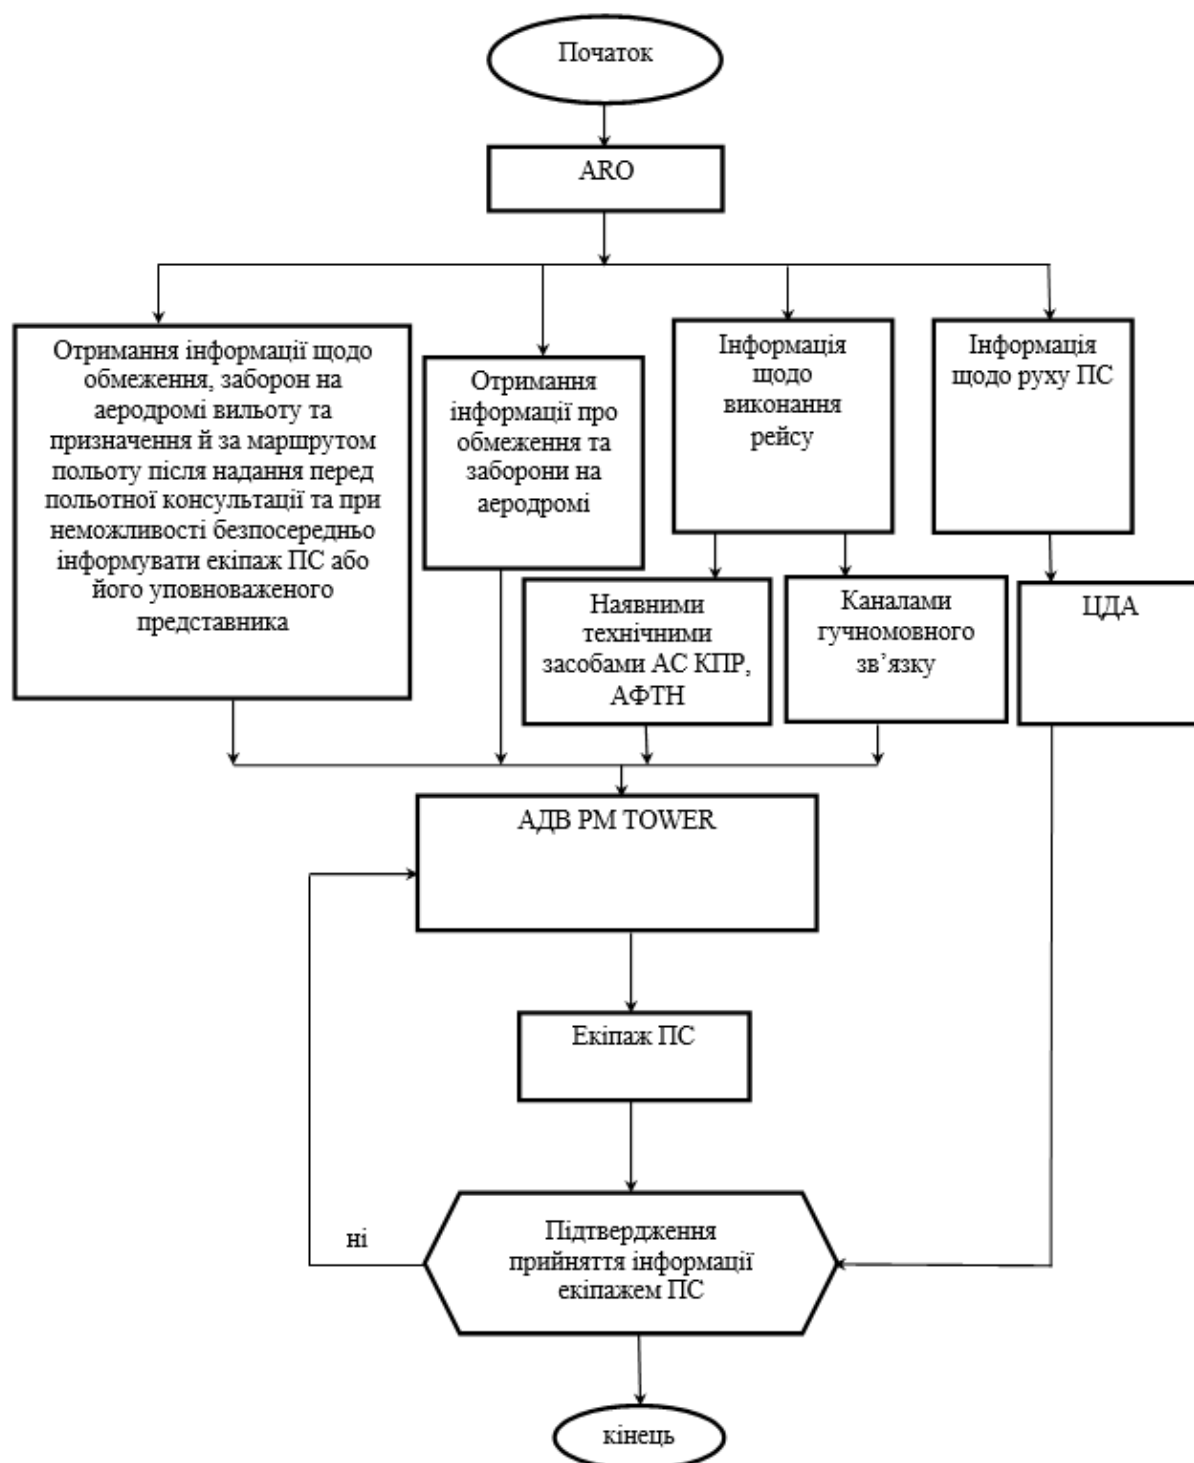 Початок
ARO
Отримання інформації щодо
обмеження, заборон на
аеродромі вильоту та
призначення й за маршрутом
польоту після надання перед
польотної консультації та при
неможливості безпосередньо
інформувати екіпаж ПС або
його уповноваженого
представника
Отримання
інформації про
обмеження та
заборони на
аеродромі
Інформація
щодо
виконання
рейсу
Інформація
щодо руху ПС
Наявними
технічними
засобами АС КПР,
АФТН
Каналами
гучномовного
зв’язку
ЦДА
АДВ РМ TOWER
Екіпаж ПС
ні
Підтвердження
прийняття інформації
екіпажем ПС
кінець